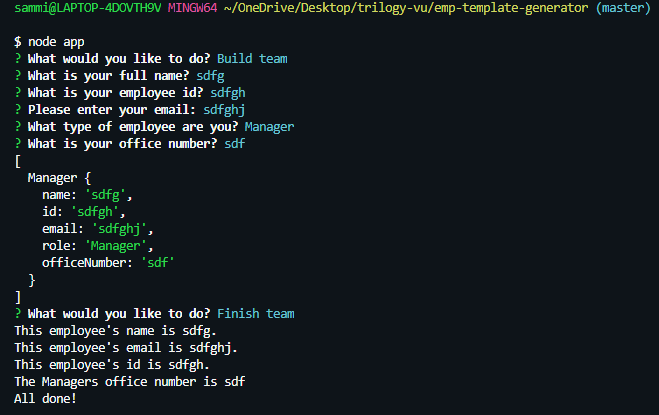 sammi@LAPTOP-4DOVTH9V MINGW64 ~/OneDrive/Desktop/trilogy-vu/emp-template-generator (master)
$ node app
? What would you like to do? Build team
? What is your full name? sdfg
? What is your employee id? sdfgh
? Please enter your email: sdfghj
? What type of employee are you? Manager
? What is your office number? sdf
[
  Manager {
    name: 'sdfg',
    id: 'sdfgh',
    email: 'sdfghj',
    role: 'Manager',
    officeNumber: 'sdf'
  }
]
? What would you like to do? Finish team
This employee's name is sdfg.
This employee's email is sdfghj.
This employee's id is sdfgh.
The Managers office number is sdf
All done!